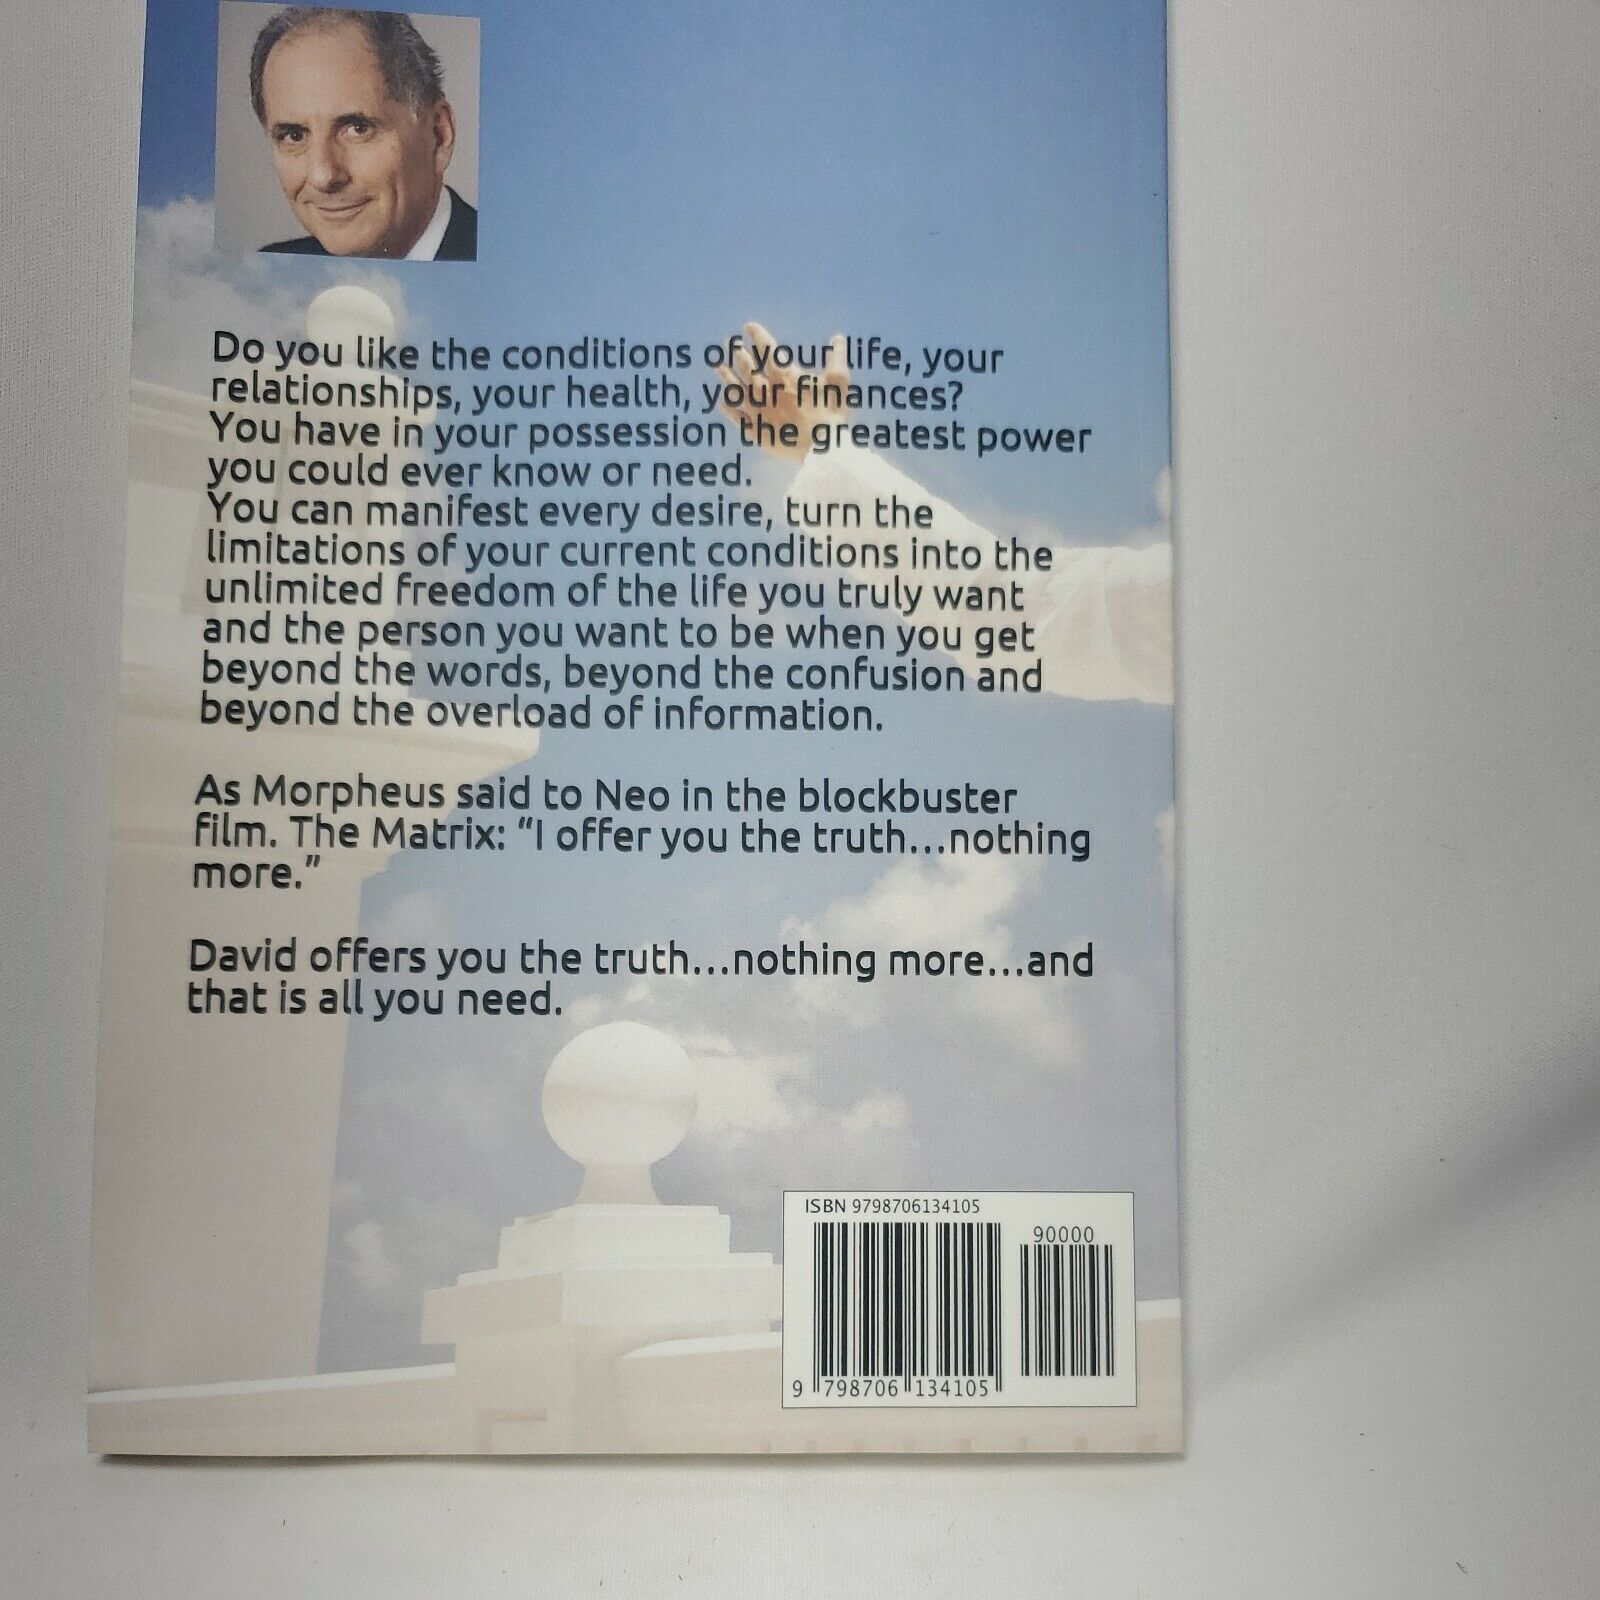 Do you like the conditions of your life, your
relationships, your health, your finances?
You have in your possession the greatest power
you could ever know or need.
You can manifest every desire, turn the
limitations of your current conditions into the
unlimited freedom of the life you truly want
and the person you want to be when you get
beyond the words, beyond the confusion and
beyond the overload of information.
As Morpheus said to Neo in the blockbuster
film. The Matrix: “I offer you the truth...nothing
more.”
David offers you the truth...nothing more...and
that is all you need.
ISBN 9798706134105
90000
9 798706 134105